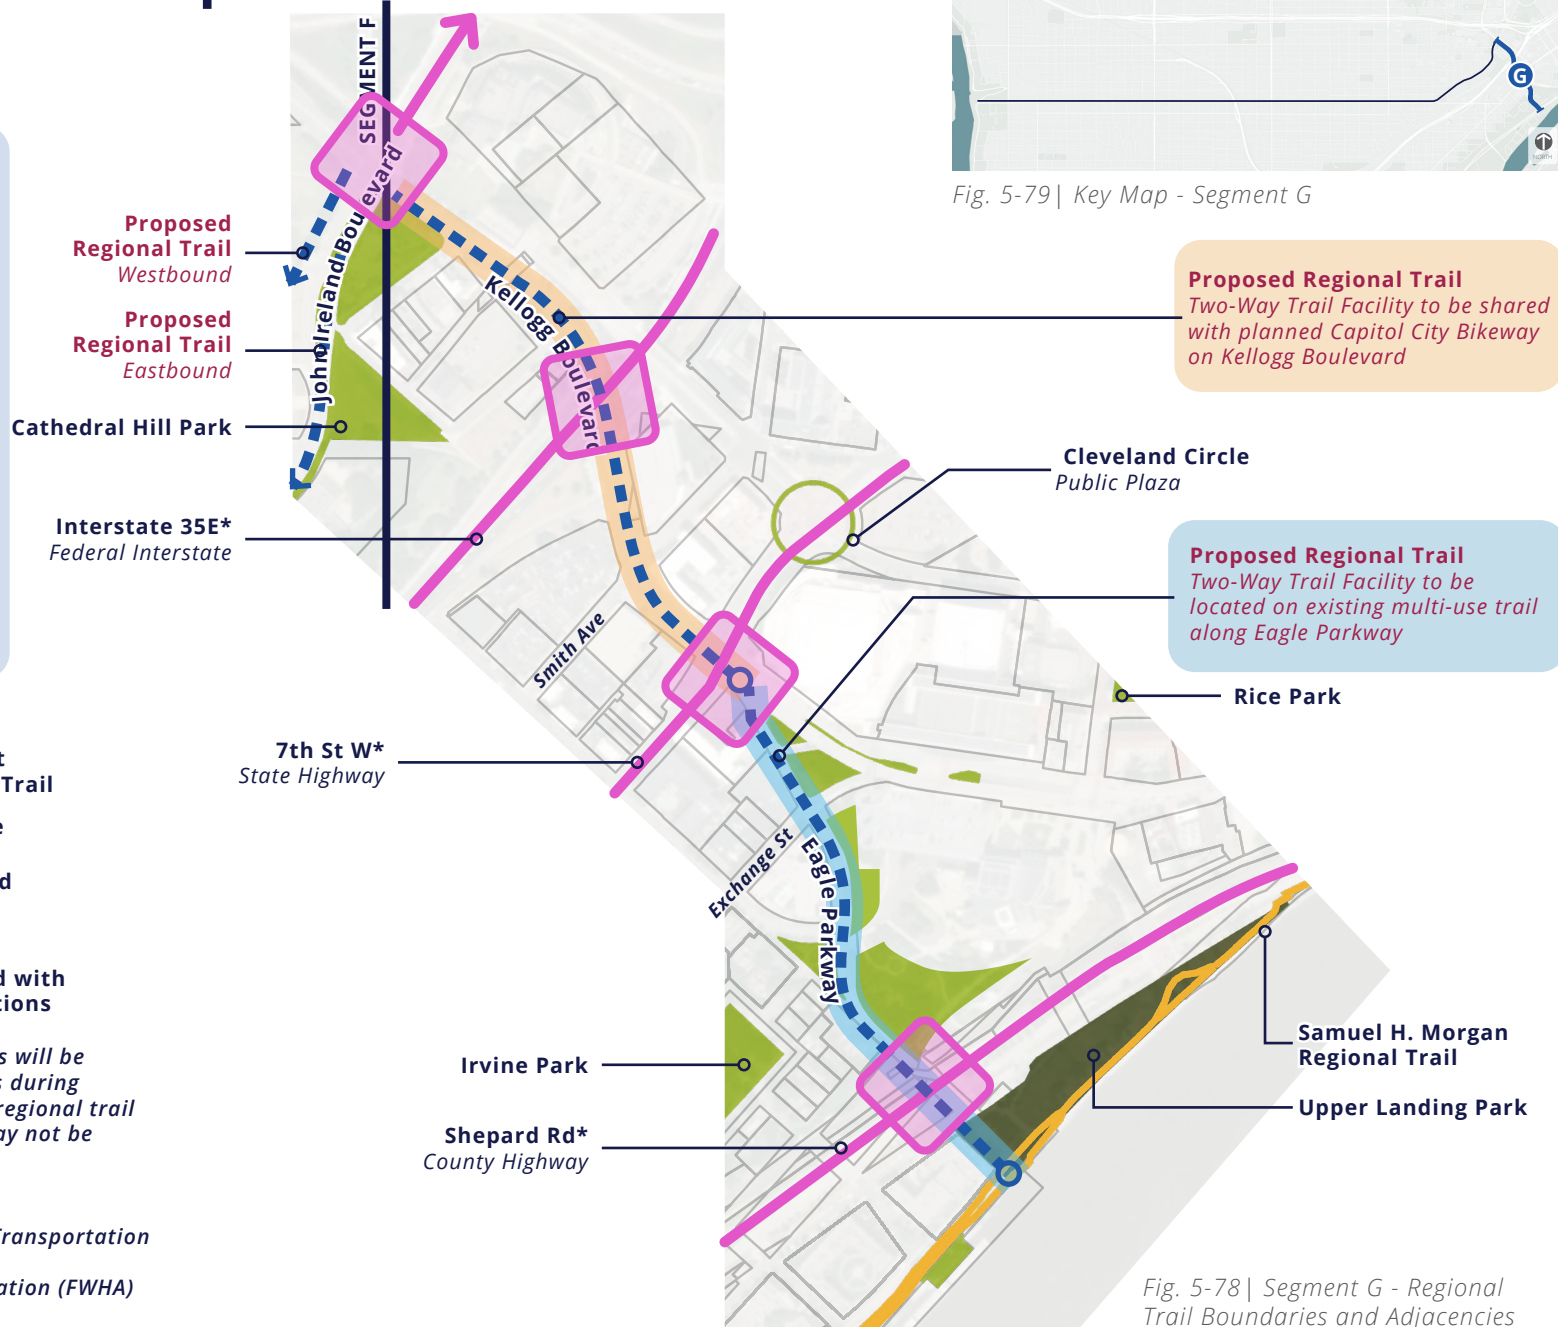 SEGMENT F
G
NORTH
Fig. 5-79| Key Map - Segment G
Proposed
Regional Trail
Westbound
Proposed
Regional Trail
Eastbound
John Ireland Boulevard
Cathedral Hill Park
Interstate 35E*
Federal Interstate
Kellogg Boulevard
Proposed Regional Trail
Two-Way Trail Facility to be shared
with planned Capitol City Bikeway
on Kellogg Boulevard
Cleveland Circle
Public Plaza
Proposed Regional Trail
Two-Way Trail Facility to be
located on existing multi-use trail
along Eagle Parkway
Smith Ave
Rice Park
7th St W*
State Highway
Exchange St
Eagle Parkway
Trail
d with
s will be
s during
regional trail
ay not be
ransportation
ation (FWHA)
Irvine Park
Shepard Rd*
County Highway
Samuel H. Morgan
Regional Trail
Upper Landing Park
Fig. 5-78| Segment G - Regional
Trail Boundaries and Adjacencies